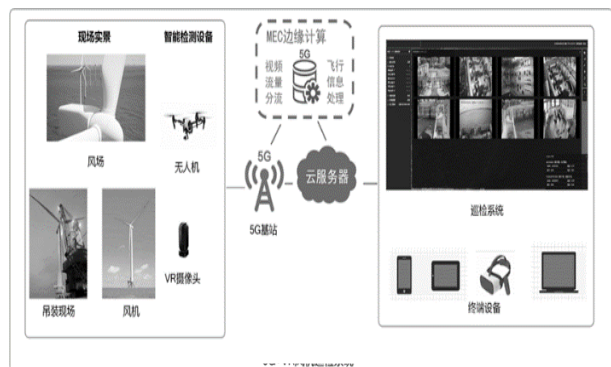 现场实景
智能检测设备
MEC边缘计算
5G
视频
流量
分流
飞行
信息
处理
风场
无人机
5G
云服务器
5G基站
巡检系统
VR摄像头
吊装现场
风机
终端设备